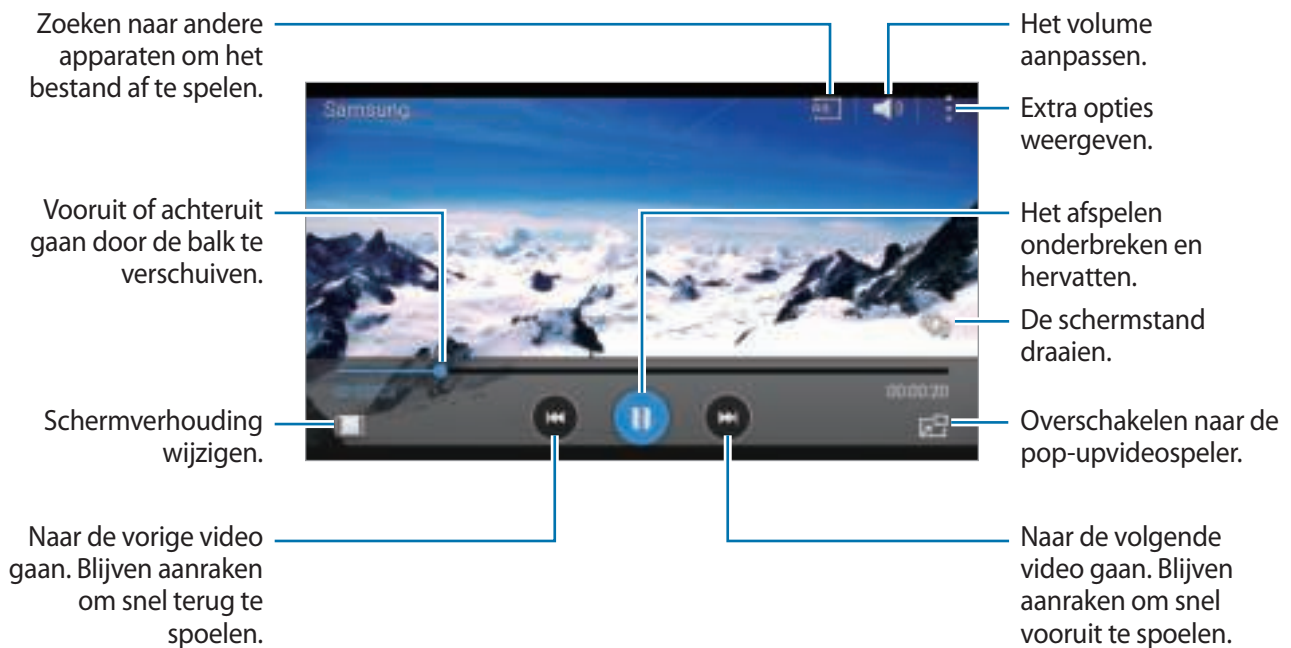 Zoeken naar andere
apparaten om het
bestand af te spelen.
Het volume
aanpassen.
Samsung
Extra opties
weergeven.
Vooruit of achteruit
gaan door de balk te
verschuiven.
Het afspelen
onderbreken en
hervatten.
De schermstand
draaien.
00:00:20
Schermverhouding
wijzigen.
Overschakelen naar de
pop-upvideospeler.
Naar de vorige video
gaan. Blijven aanraken
om snel terug te
spoelen.
Naar de volgende
video gaan. Blijven
aanraken om snel
vooruit te spoelen.